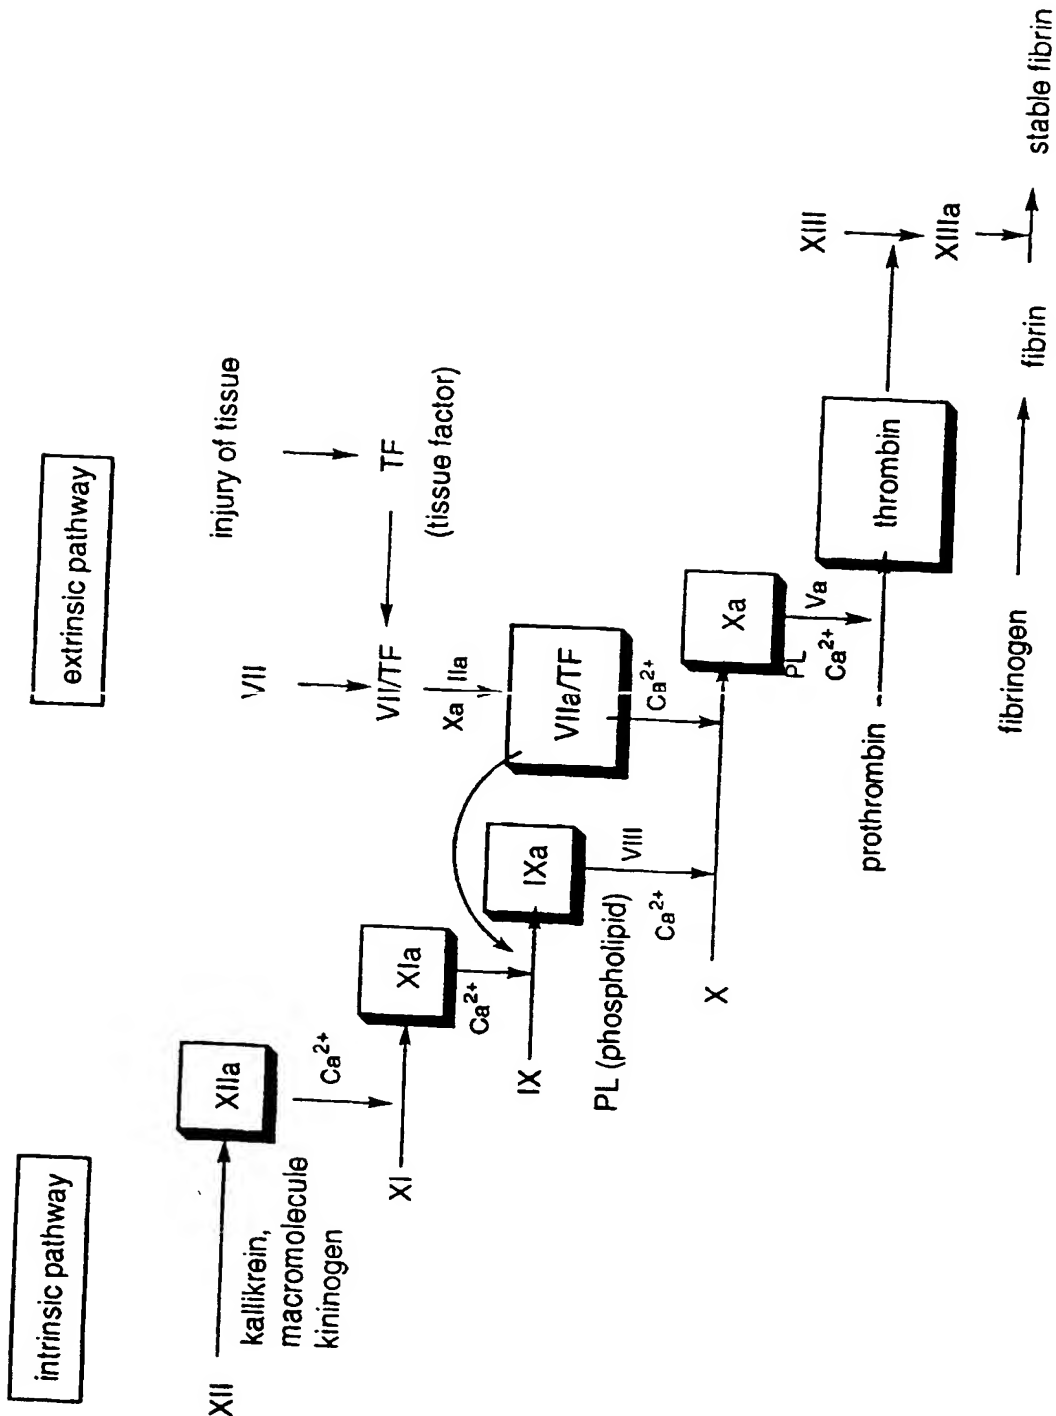 intrinsic pathway
extrinsic pathway
XII
kallikrein,
macromolecule
kininogen
XIIa
Ca2+
XI
XIa
Ca2+
IX
IXa
PL (phospholipid)
VIII
Ca2+
VII
injury of tissue
VII/TF
TF
(tissue factor)
Xa
IIa
VIIa/TF
Ca2+
X
Xa
PL
Va
Ca2+
prothrombin
thrombin
XIII
XIIIa
fibrinogen
fibrin
stable fibrin